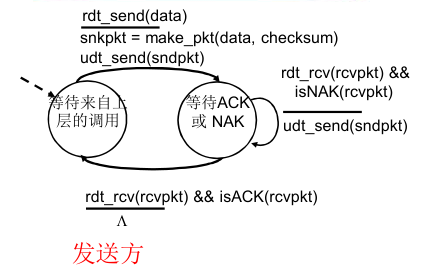 rdt_send(data)
snkpkt = make_pkt(data, checksum)
udt_send(sndpkt)
等待来自上
层的调用
等待ACK
或 NAK
rdt_rcv(rcvpkt) &&
isNAK(rcvpkt)
udt_send(sndpkt)
rdt_rcv(rcvpkt) && isACK(rcvpkt)
Λ
发送方